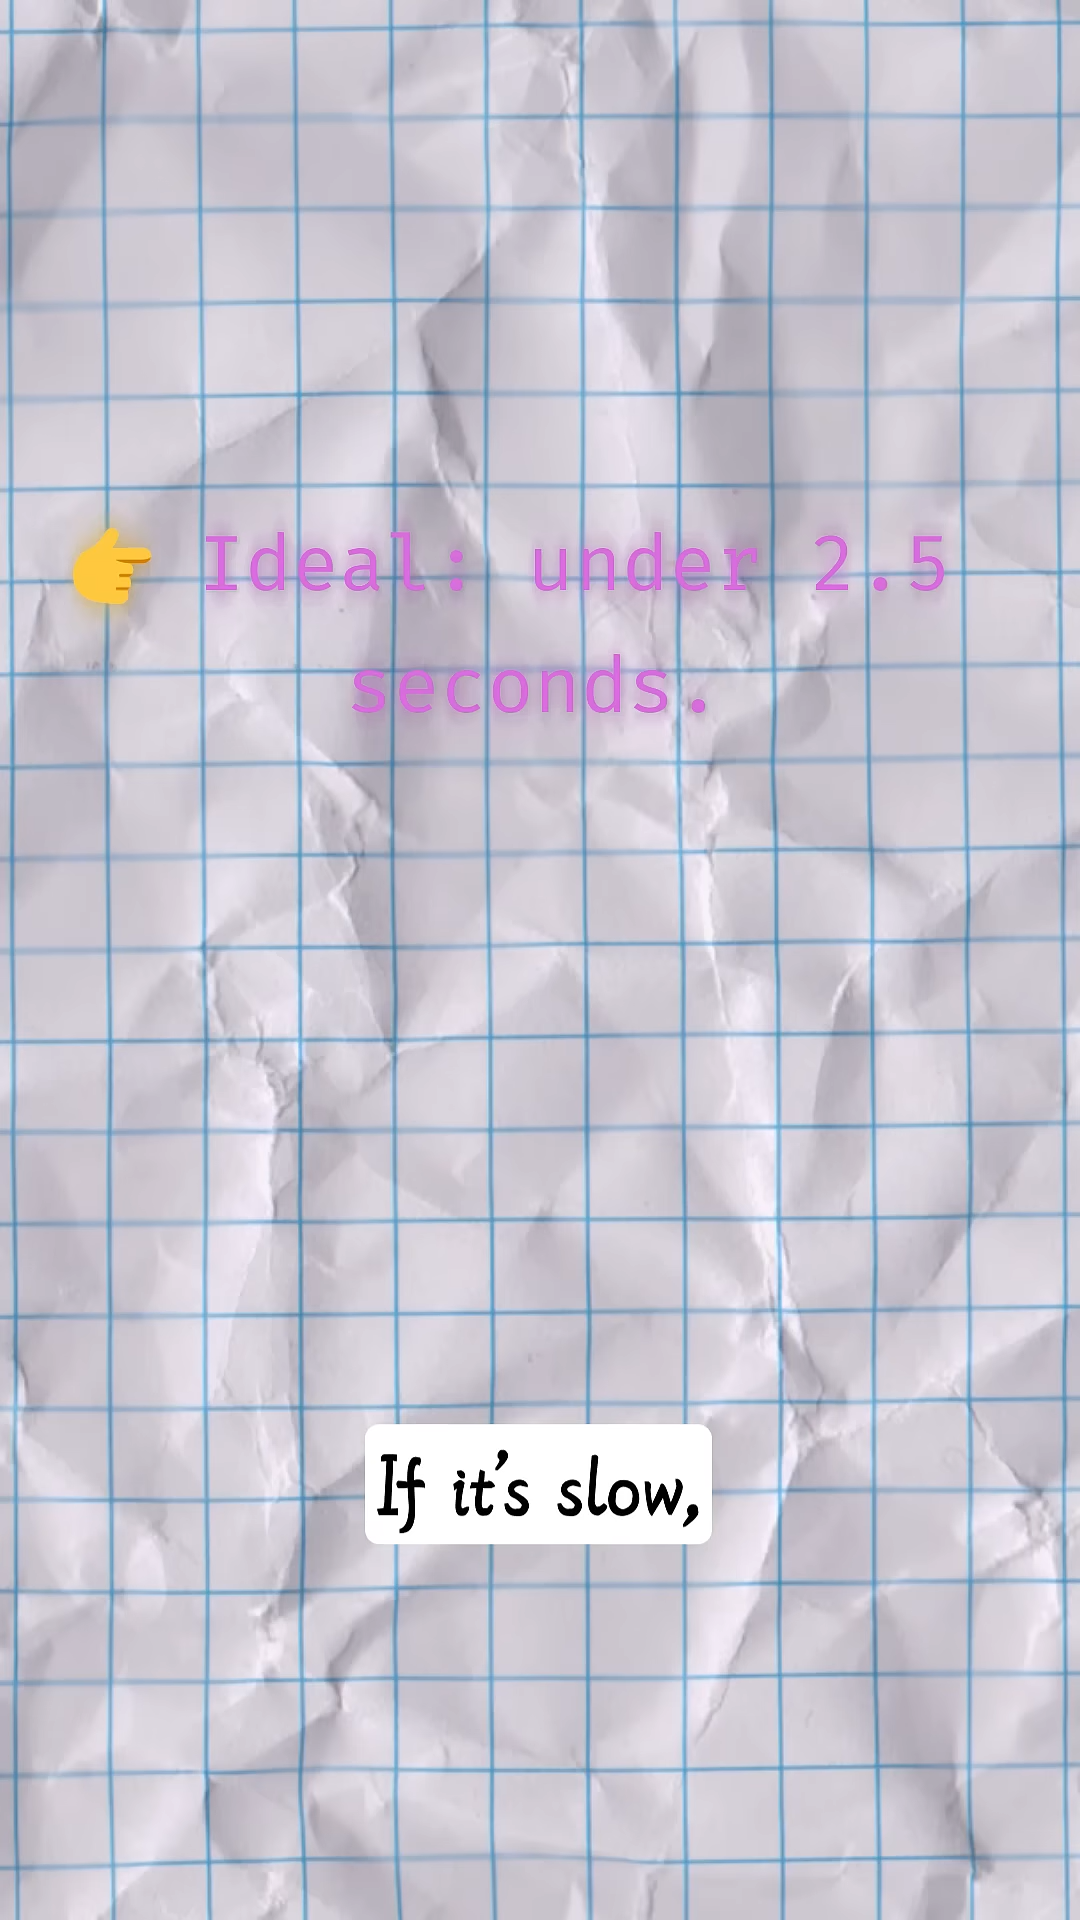 👉 Ideal: under 2.5
seconds.
If it's slow,